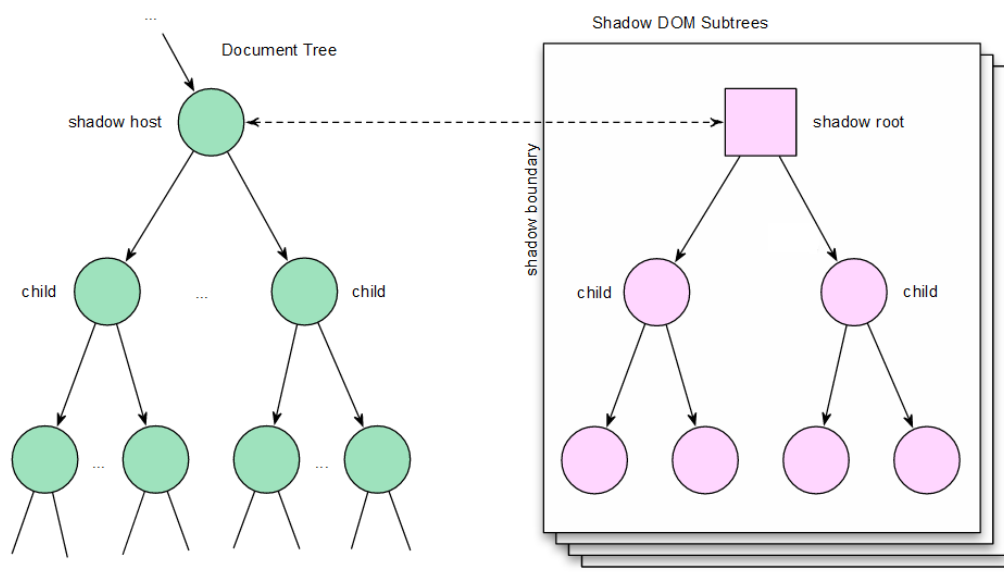 ...
Document Tree
Shadow DOM Subtrees
shadow host
shadow root
shadow boundary
child
...
child
child
child
...
...